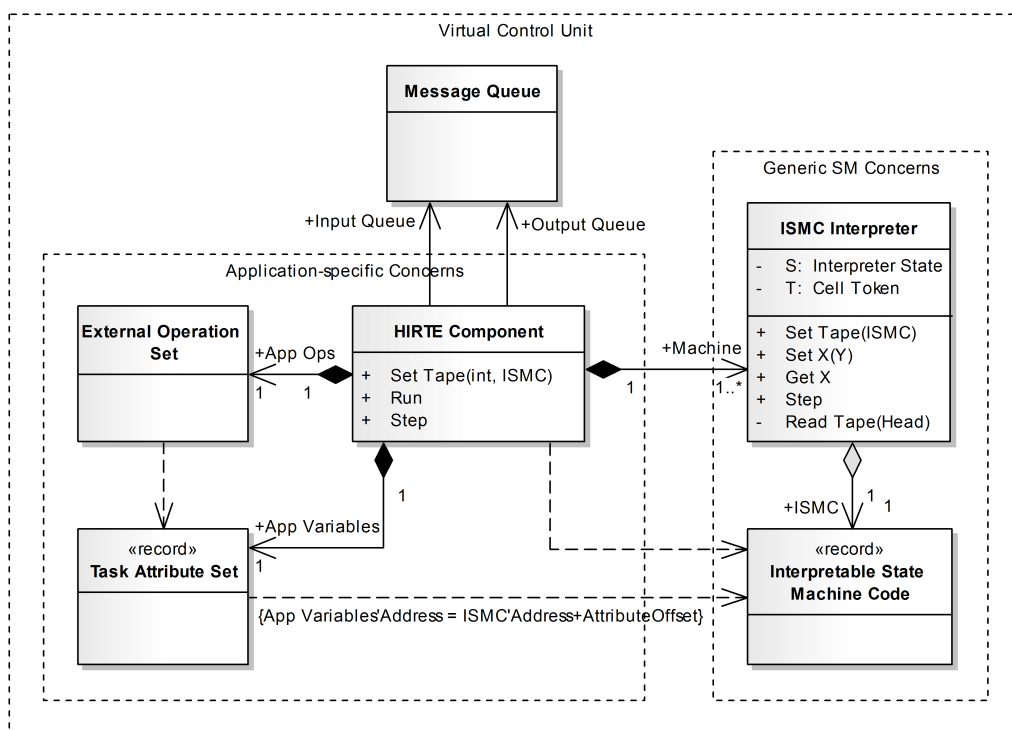 Virtual Control Unit
Message Queue
Generic SM Concerns
+Input Queue
+Output Queue
ISMC Interpreter
- S: Interpreter State
- T: Cell Token
Application-specific Concerns
External Operation
Set
HIRTE Component
+ Set Tape(int, ISMC)
+ Run
+ Step
+App Ops
1
1
+Machine
1
1..*
+ Set Tape(ISMC)
+ Set X(Y)
+ Get X
+ Step
- Read Tape(Head)
1
+App Variables
1
+ISMC
1
1
«record»
Task Attribute Set
«record»
Interpretable State
Machine Code
{App Variables'Address = ISMC'Address+AttributeOffset}